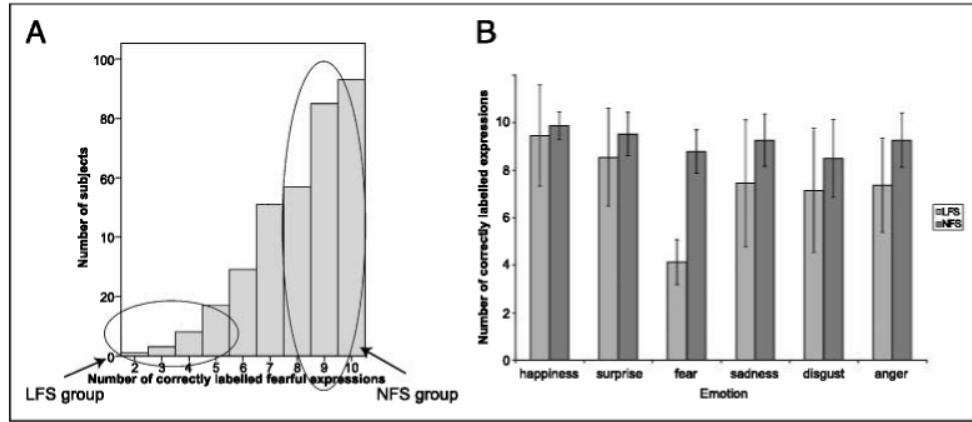 A
Number of subjects
100
80
60
10
20
0
2 3 4 5 6 7 8 9 10
Number of correctly labelled fearful expressions
LFS group
NFS group
B
Number of correctly labelled expressions
10
8
6
4
2
0
happiness surprise fear sadness disgust anger
Emotion
LFS
NFS